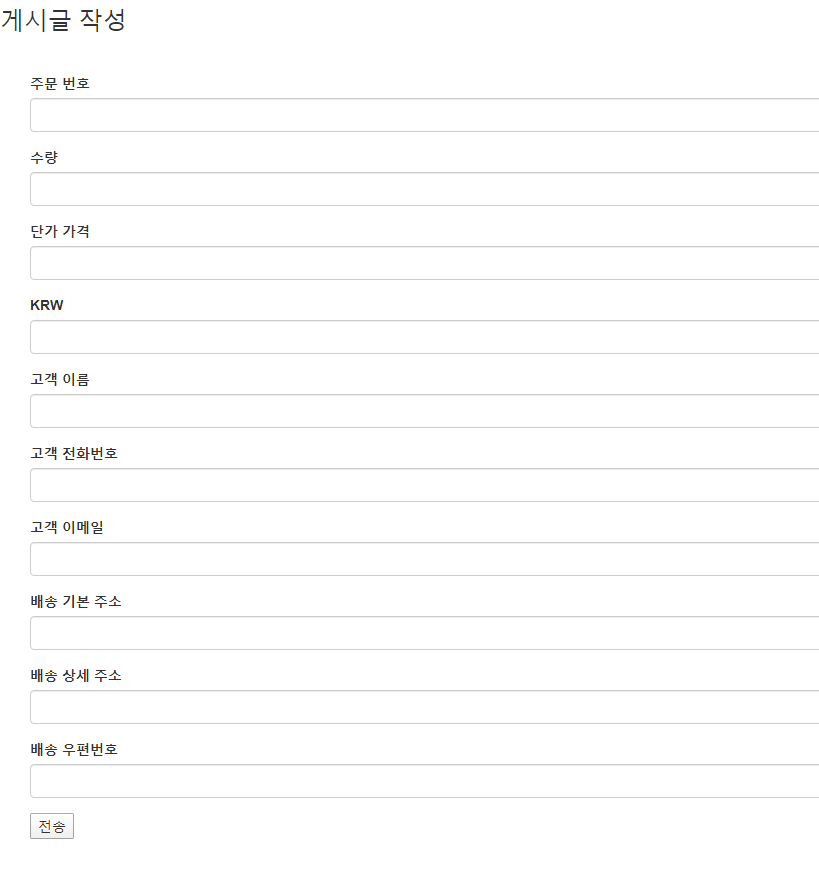 게시글 작성
주문 번호
수량
단가 가격
KRW
고객 이름
고객 전화번호
고객 이메일
배송 기본 주소
배송 상세 주소
배송 우편번호
전송